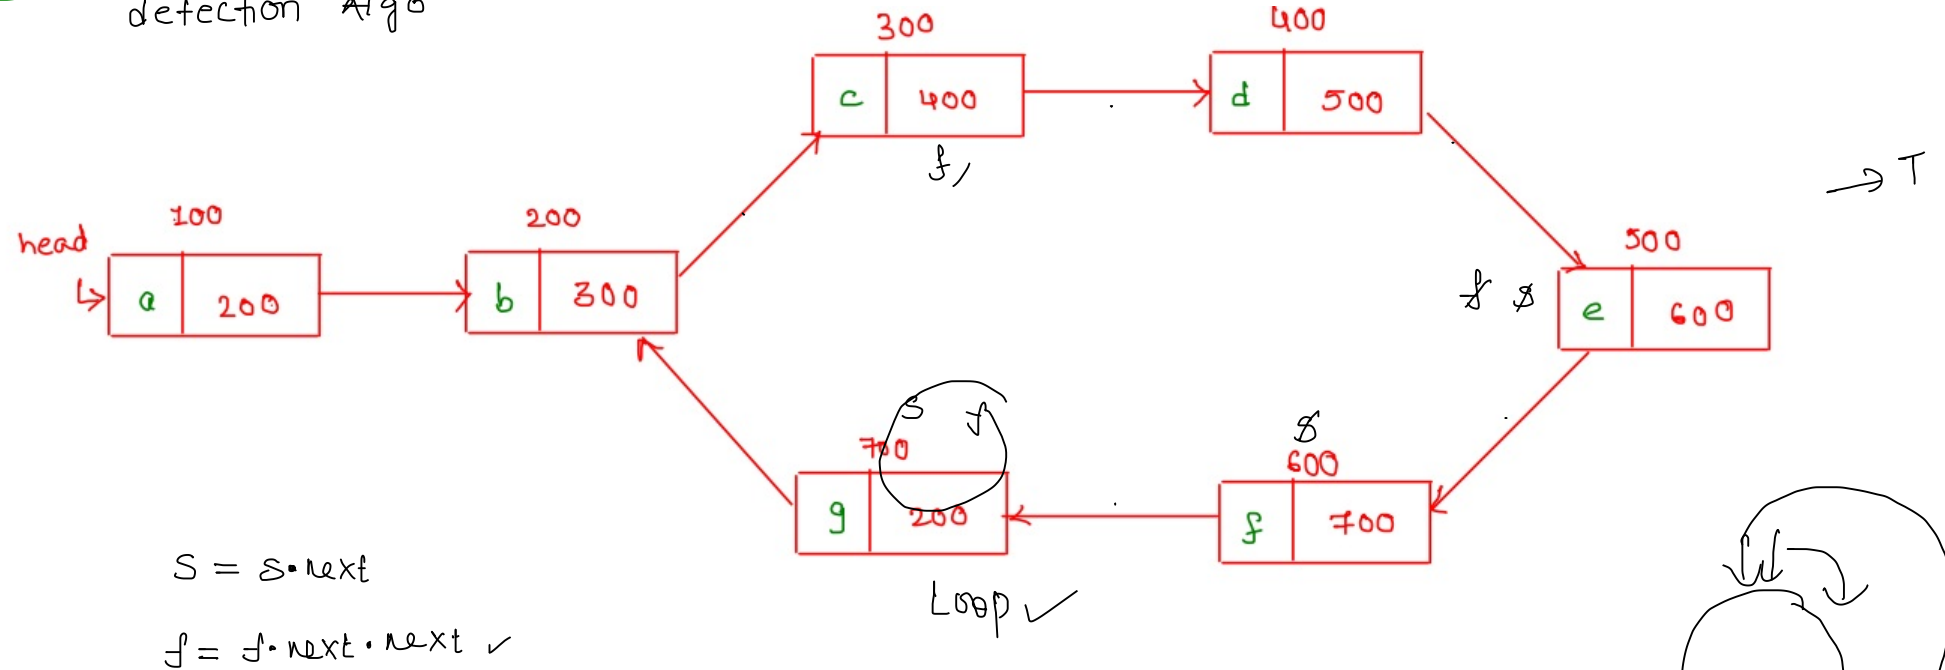 detection Algo
300
400
c 400
d 500
f,
→ T
head
100
200
500
a 200
b 300
f s
e 600
s f
s
700
600
g 200
f 700
S = s.next
Loop ✓
f = f.next.next ✓